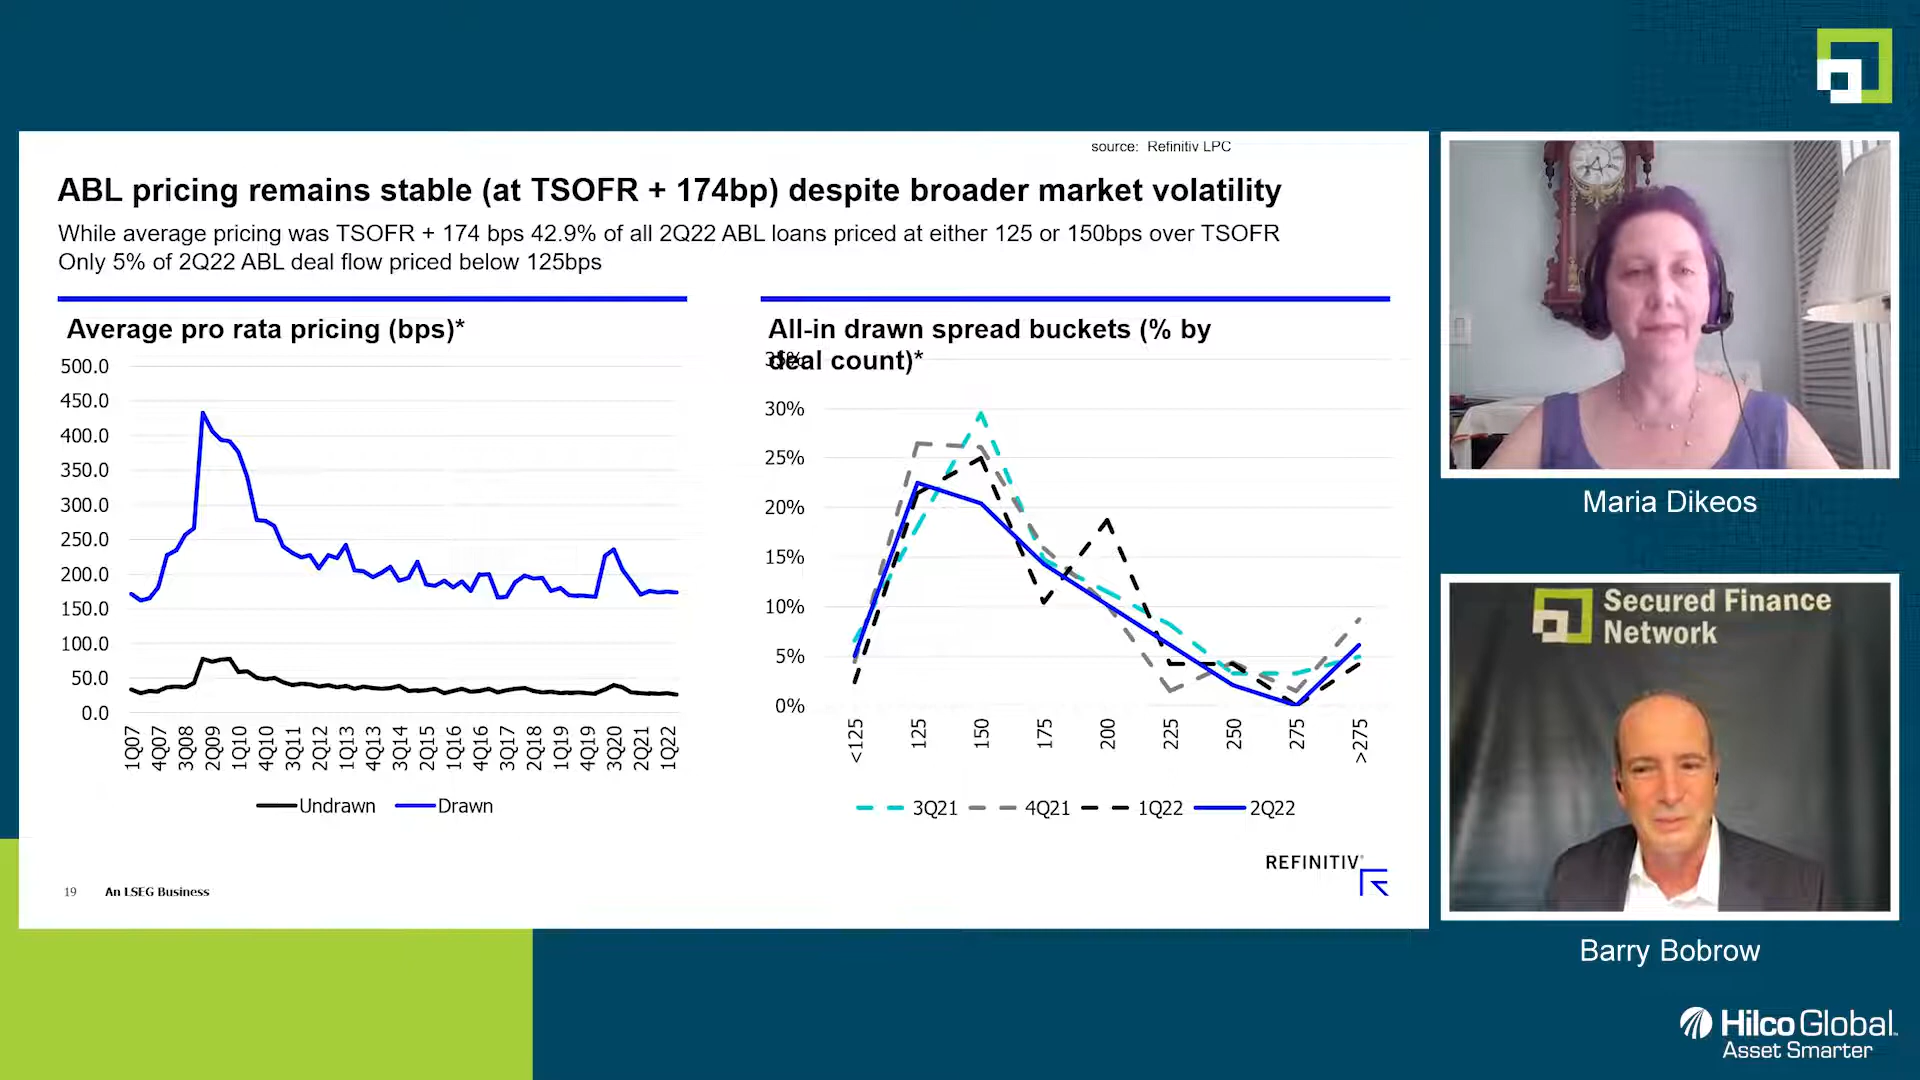 source: Refinitiv LPC
ABL pricing remains stable (at TSOFR + 174bp) despite broader market volatility
While average pricing was TSOFR + 174 bps 42.9% of all 2Q22 ABL loans priced at either 125 or 150bps over TSOFR
Only 5% of 2Q22 ABL deal flow priced below 125bps
Average pro rata pricing (bps)*
500.0
450.0
400.0
350.0
300.0
250.0
200.0
150.0
100.0
50.0
0.0
1Q07
4Q07
3Q08
2Q09
1Q10
4Q10
3Q11
2Q12
1Q13
4Q13
3Q14
2Q15
1Q16
4Q16
3Q17
2Q18
1Q19
4Q19
3Q20
2Q21
1Q22
Undrawn Drawn
All-in drawn spread buckets (% by
deal count)*
35%
30%
25%
20%
15%
10%
5%
0%
<125
125
150
175
200
225
250
275
>275
3Q21 4Q21 1Q22 2Q22
REFINITIV
19 An LSEG Business
Maria Dikeos
Secured Finance
Network
Barry Bobrow
Hilco Global
Asset Smarter